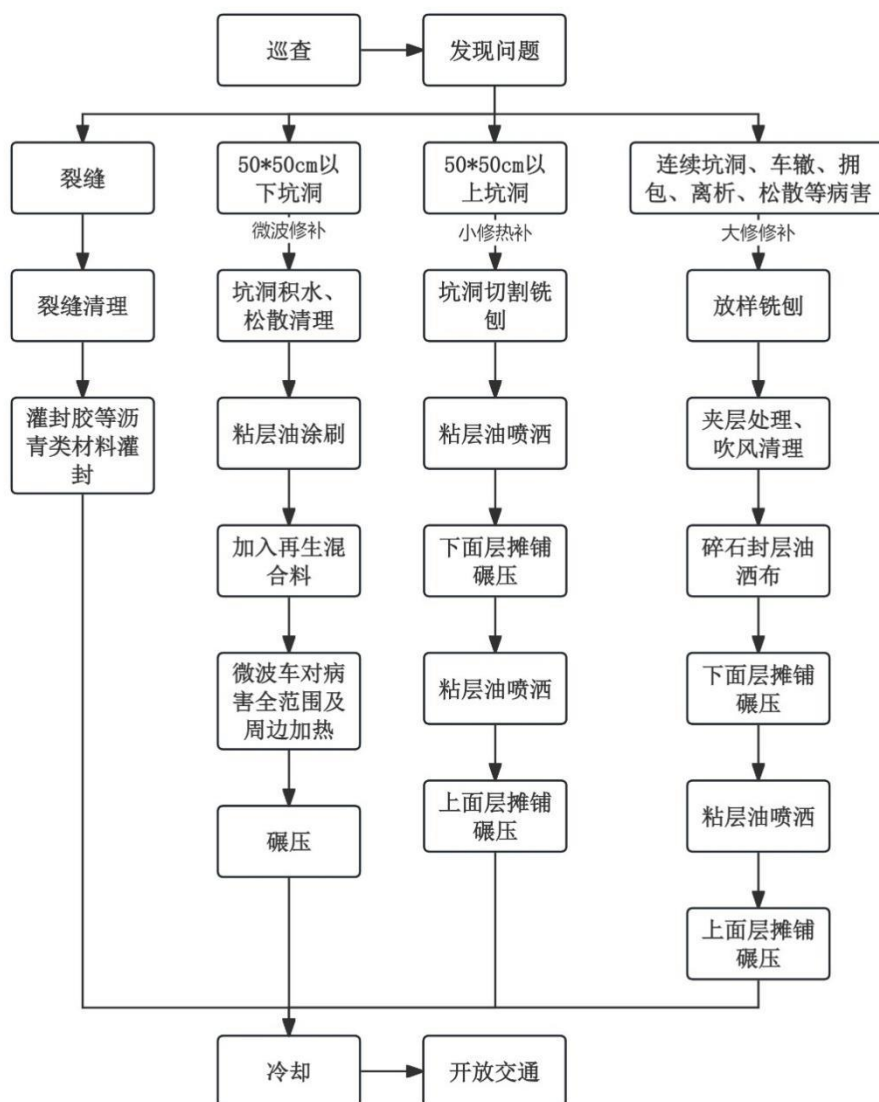 巡查
发现问题
裂缝
50*50cm以
下坑洞
50*50cm以
上坑洞
连续坑洞、车辙、拥
包、离析、松散等病害
微波修补
小修热补
大修修补
裂缝清理
坑洞积水、
松散清理
坑洞切割铣
刨
放样铣刨
灌封胶等沥
青类材料灌
封
粘层油涂刷
粘层油喷洒
夹层处理、
吹风清理
加入再生混
合料
下面层摊铺
碾压
碎石封层油
洒布
微波车对病
害全范围及
周边加热
粘层油喷洒
下面层摊铺
碾压
碾压
上面层摊铺
碾压
粘层油喷洒
上面层摊铺
碾压
冷却
开放交通